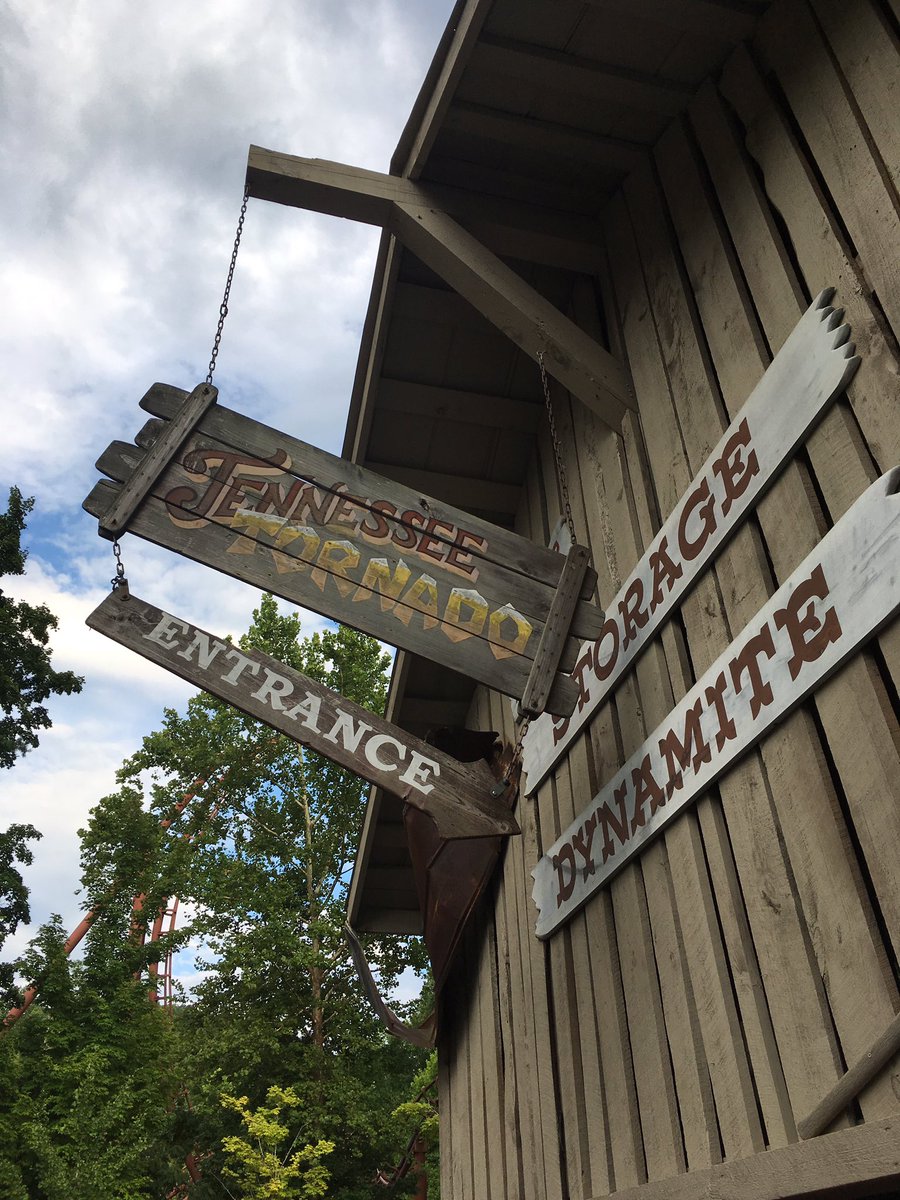 TENNESSEE
TORNADO
ENTRANCE
STORAGE
DYNAMITE